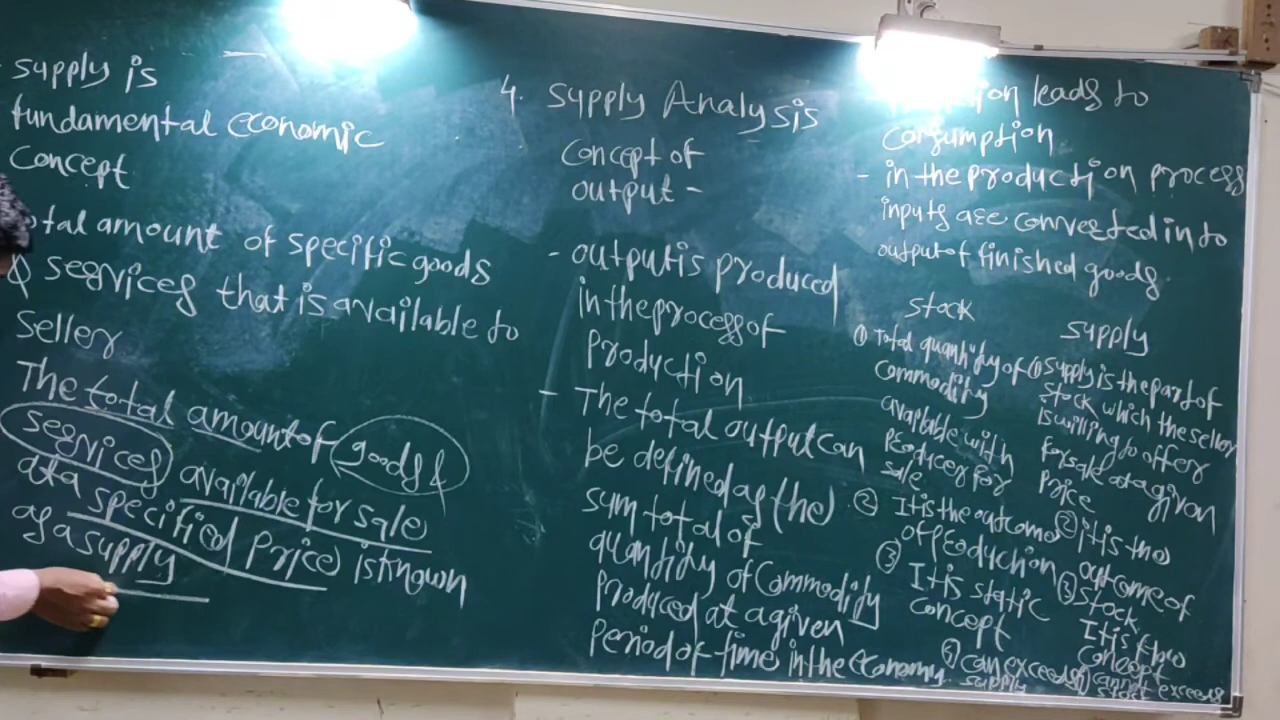 supply is
fundamental economic
concept
total amount of specific goods
& services that is available to
seller
The total amount of goods &
services available for sale
at a specified price is known
as a supply
4. Supply Analysis
Concept of
output -
- output is produced
in the process of
Production
- The total output can
be defined as (the)
sum total of
quantity of commodity
produced at a given
period of time in the economy
leads to
consumption
- in the production process
inputs are converted in to
output of finished goods
stock
① Total quantity of
commodity
available with
Producer for
sale
② It is the outcome
of production
③ It is static
concept
can exceeds
supply
supply
① supply is the part of
stock which the seller
is willing to offer
for sale at a given
price
② it is the
outcome of
stock
③ It is flow
concept
cannot exceeds
stock